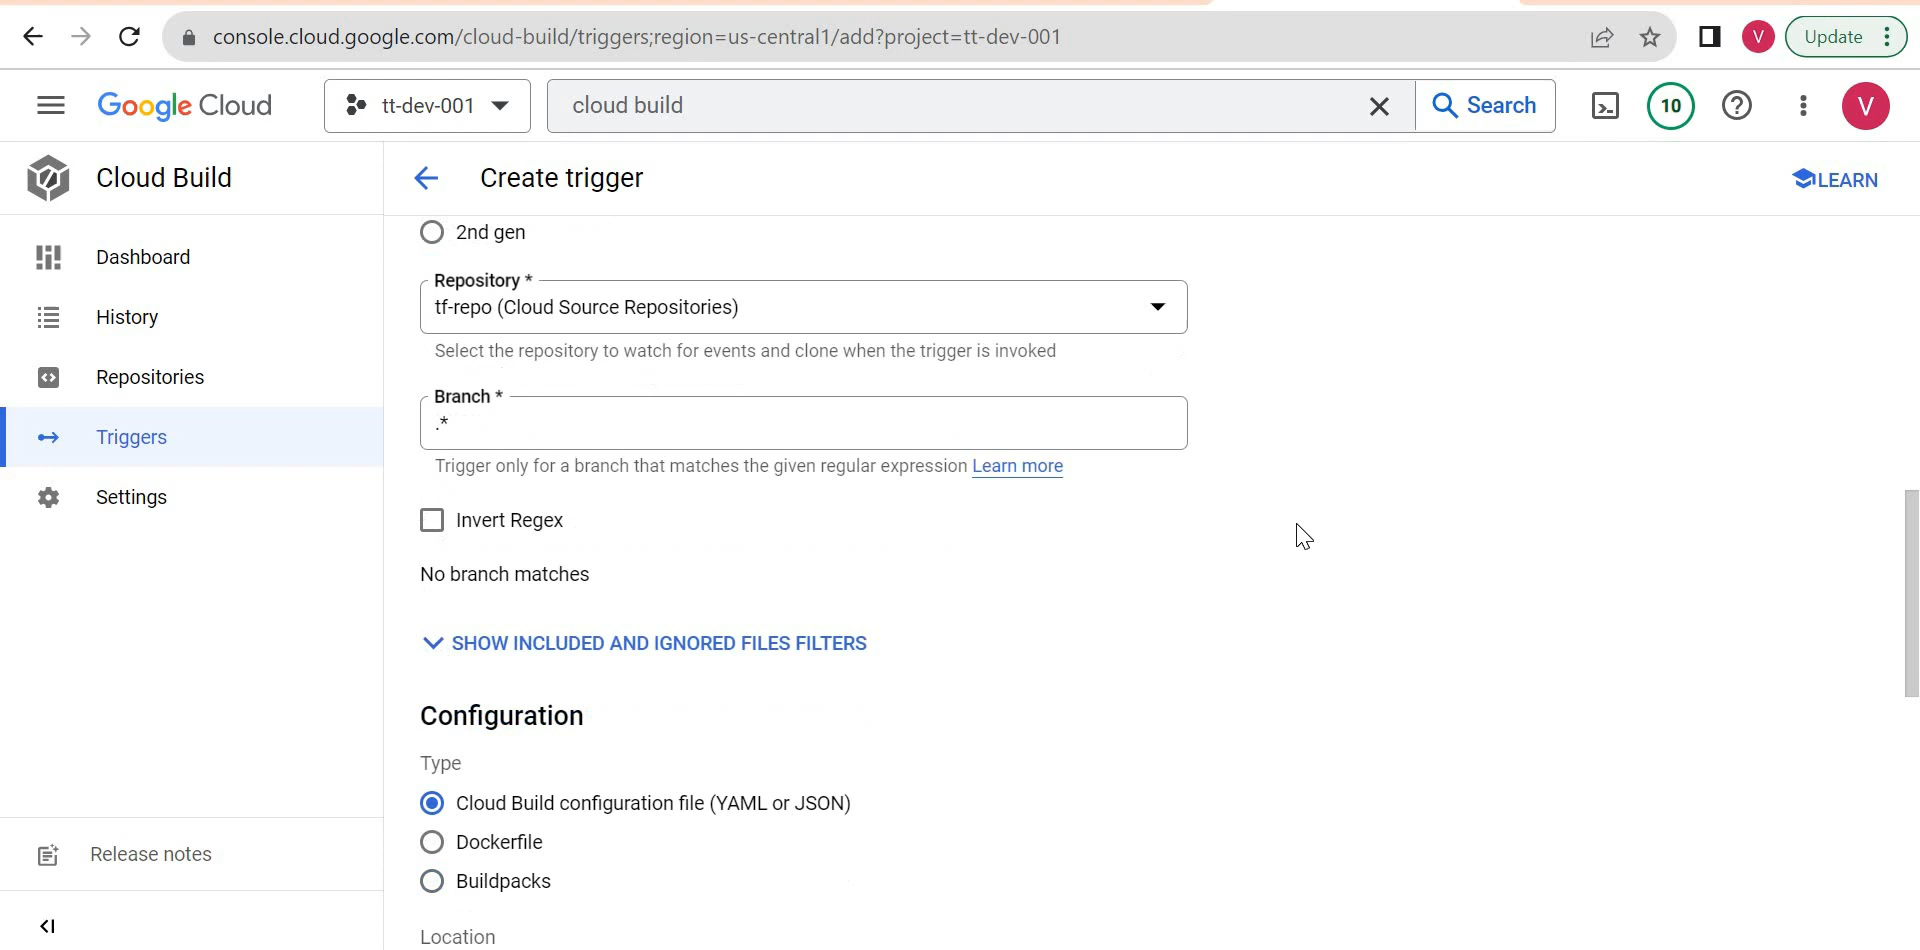 console.cloud.google.com/cloud-build/triggers;region=us-central1/add?project=tt-dev-001
V
Update
Google Cloud
tt-dev-001
cloud build
Search
10
V
Cloud Build
Create trigger
LEARN
Dashboard
History
Repositories
Triggers
Settings
Release notes
2nd gen
Repository *
tf-repo (Cloud Source Repositories)
Select the repository to watch for events and clone when the trigger is invoked
Branch *
.*
Trigger only for a branch that matches the given regular expression Learn more
Invert Regex
No branch matches
SHOW INCLUDED AND IGNORED FILES FILTERS
Configuration
Type
Cloud Build configuration file (YAML or JSON)
Dockerfile
Buildpacks
Location